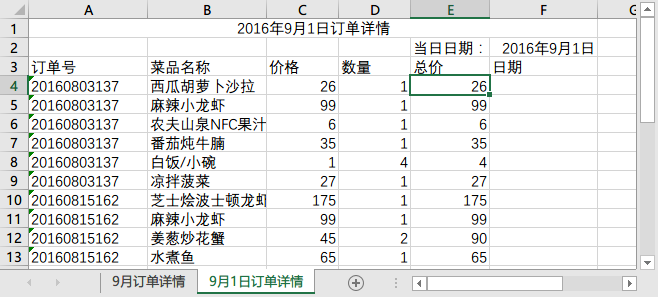 A B C D E F G
1 2016年9月1日订单详情
2 当日日期： 2016年9月1日
3 订单号 菜品名称 价格 数量 总价 日期
4 20160803137 西瓜胡萝卜沙拉 26 1 26
5 20160803137 麻辣小龙虾 99 1 99
6 20160803137 农夫山泉NFC果汁 6 1 6
7 20160803137 番茄炖牛腩 35 1 35
8 20160803137 白饭/小碗 1 4 4
9 20160803137 凉拌菠菜 27 1 27
10 20160815162 芝士烩波士顿龙虾 175 1 175
11 20160815162 麻辣小龙虾 99 1 99
12 20160815162 姜葱炒花蟹 45 2 90
13 20160815162 水煮鱼 65 1 65
9月订单详情 9月1日订单详情